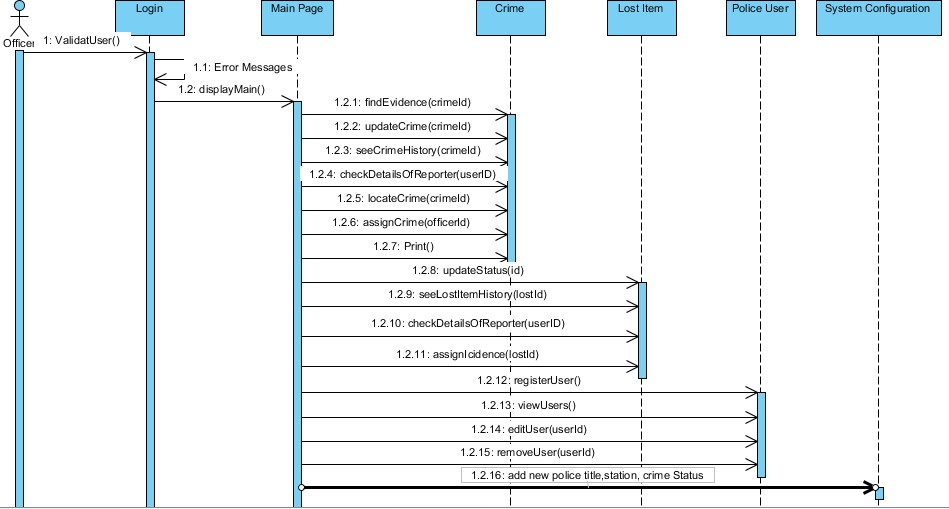 Login
Main Page
Crime
Lost Item
Police User
System Configuration
Officer
1: ValidatUser()
1.1: Error Messages
1.2: displayMain()
1.2.1: findEvidence(crimeId)
1.2.2: updateCrime(crimeId)
1.2.3: seeCrimeHistory(crimeId)
1.2.4: checkDetailsOfReporter(userID)
1.2.5: locateCrime(crimeId)
1.2.6: assignCrime(officerId)
1.2.7: Print()
1.2.8: updateStatus(id)
1.2.9: seeLostItemHistory(lostId)
1.2.10: checkDetailsOfReporter(userID)
1.2.11: assignIcidence(lostId)
1.2.12: registerUser()
1.2.13: viewUsers()
1.2.14: editUser(userId)
1.2.15: removeUser(userId)
1.2.16: add new police title,station, crime Status